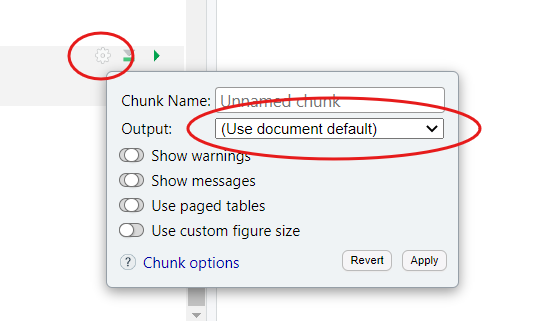 Chunk Name: Unnamed chunk
Output: (Use document default)
Show warnings
Show messages
Use paged tables
Use custom figure size
? Chunk options Revert Apply